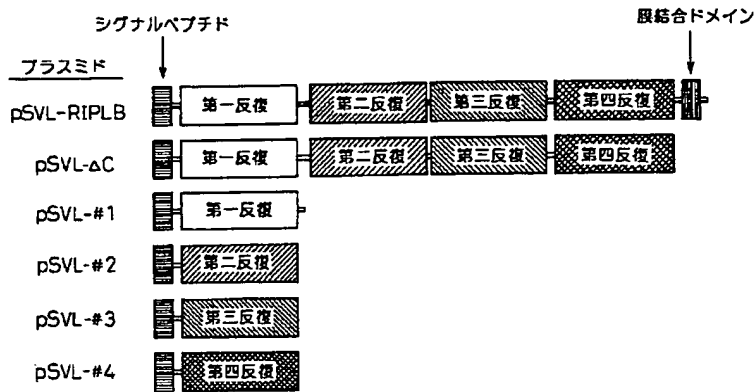 シグナルペプチド
膜結合ドメイン
プラスミド
pSVL-RIPLB
第一反復
第二反復
第三反復
第四反復
pSVL-△C
第一反復
第二反復
第三反復
第四反復
pSVL-#1
第一反復
pSVL-#2
第二反復
pSVL-#3
第三反復
pSVL-#4
第四反復